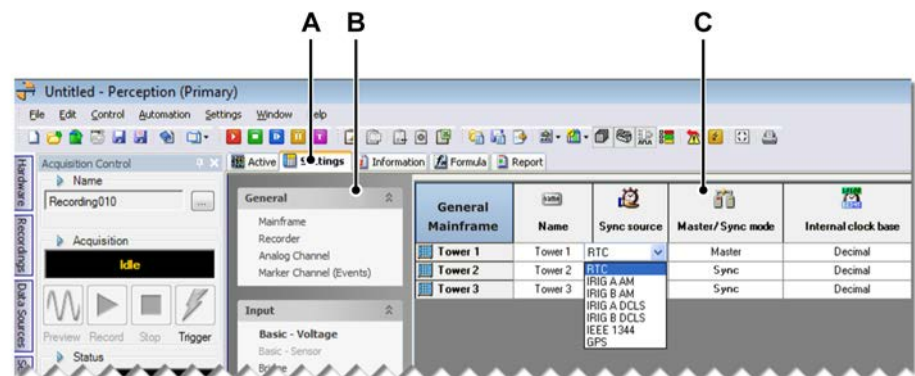 A B C
Untitled - Perception (Primary)
File Edit Control Automation Settings Window elp
Hardware
Recordings
Data Sources
Acquisition Control
Name
Recording010 ...
Acquisition
Idle
Preview Record Stop Trigger
Status
Active Settings Information Formula Report
General
Mainframe
Recorder
Analog Channel
Marker Channel (Events)
Input
Basic - Voltage
Basic - Sensor
Bridge
General Mainframe Name Sync source Master/Sync mode Internal clock base
Tower 1 Tower 1 RTC Master Decimal
Tower 2 Tower 2 Sync Decimal
Tower 3 Tower 3 Sync Decimal
RTC
IRIG A AM
IRIG B AM
IRIG A DCLS
IRIG B DCLS
IEEE 1344
GPS